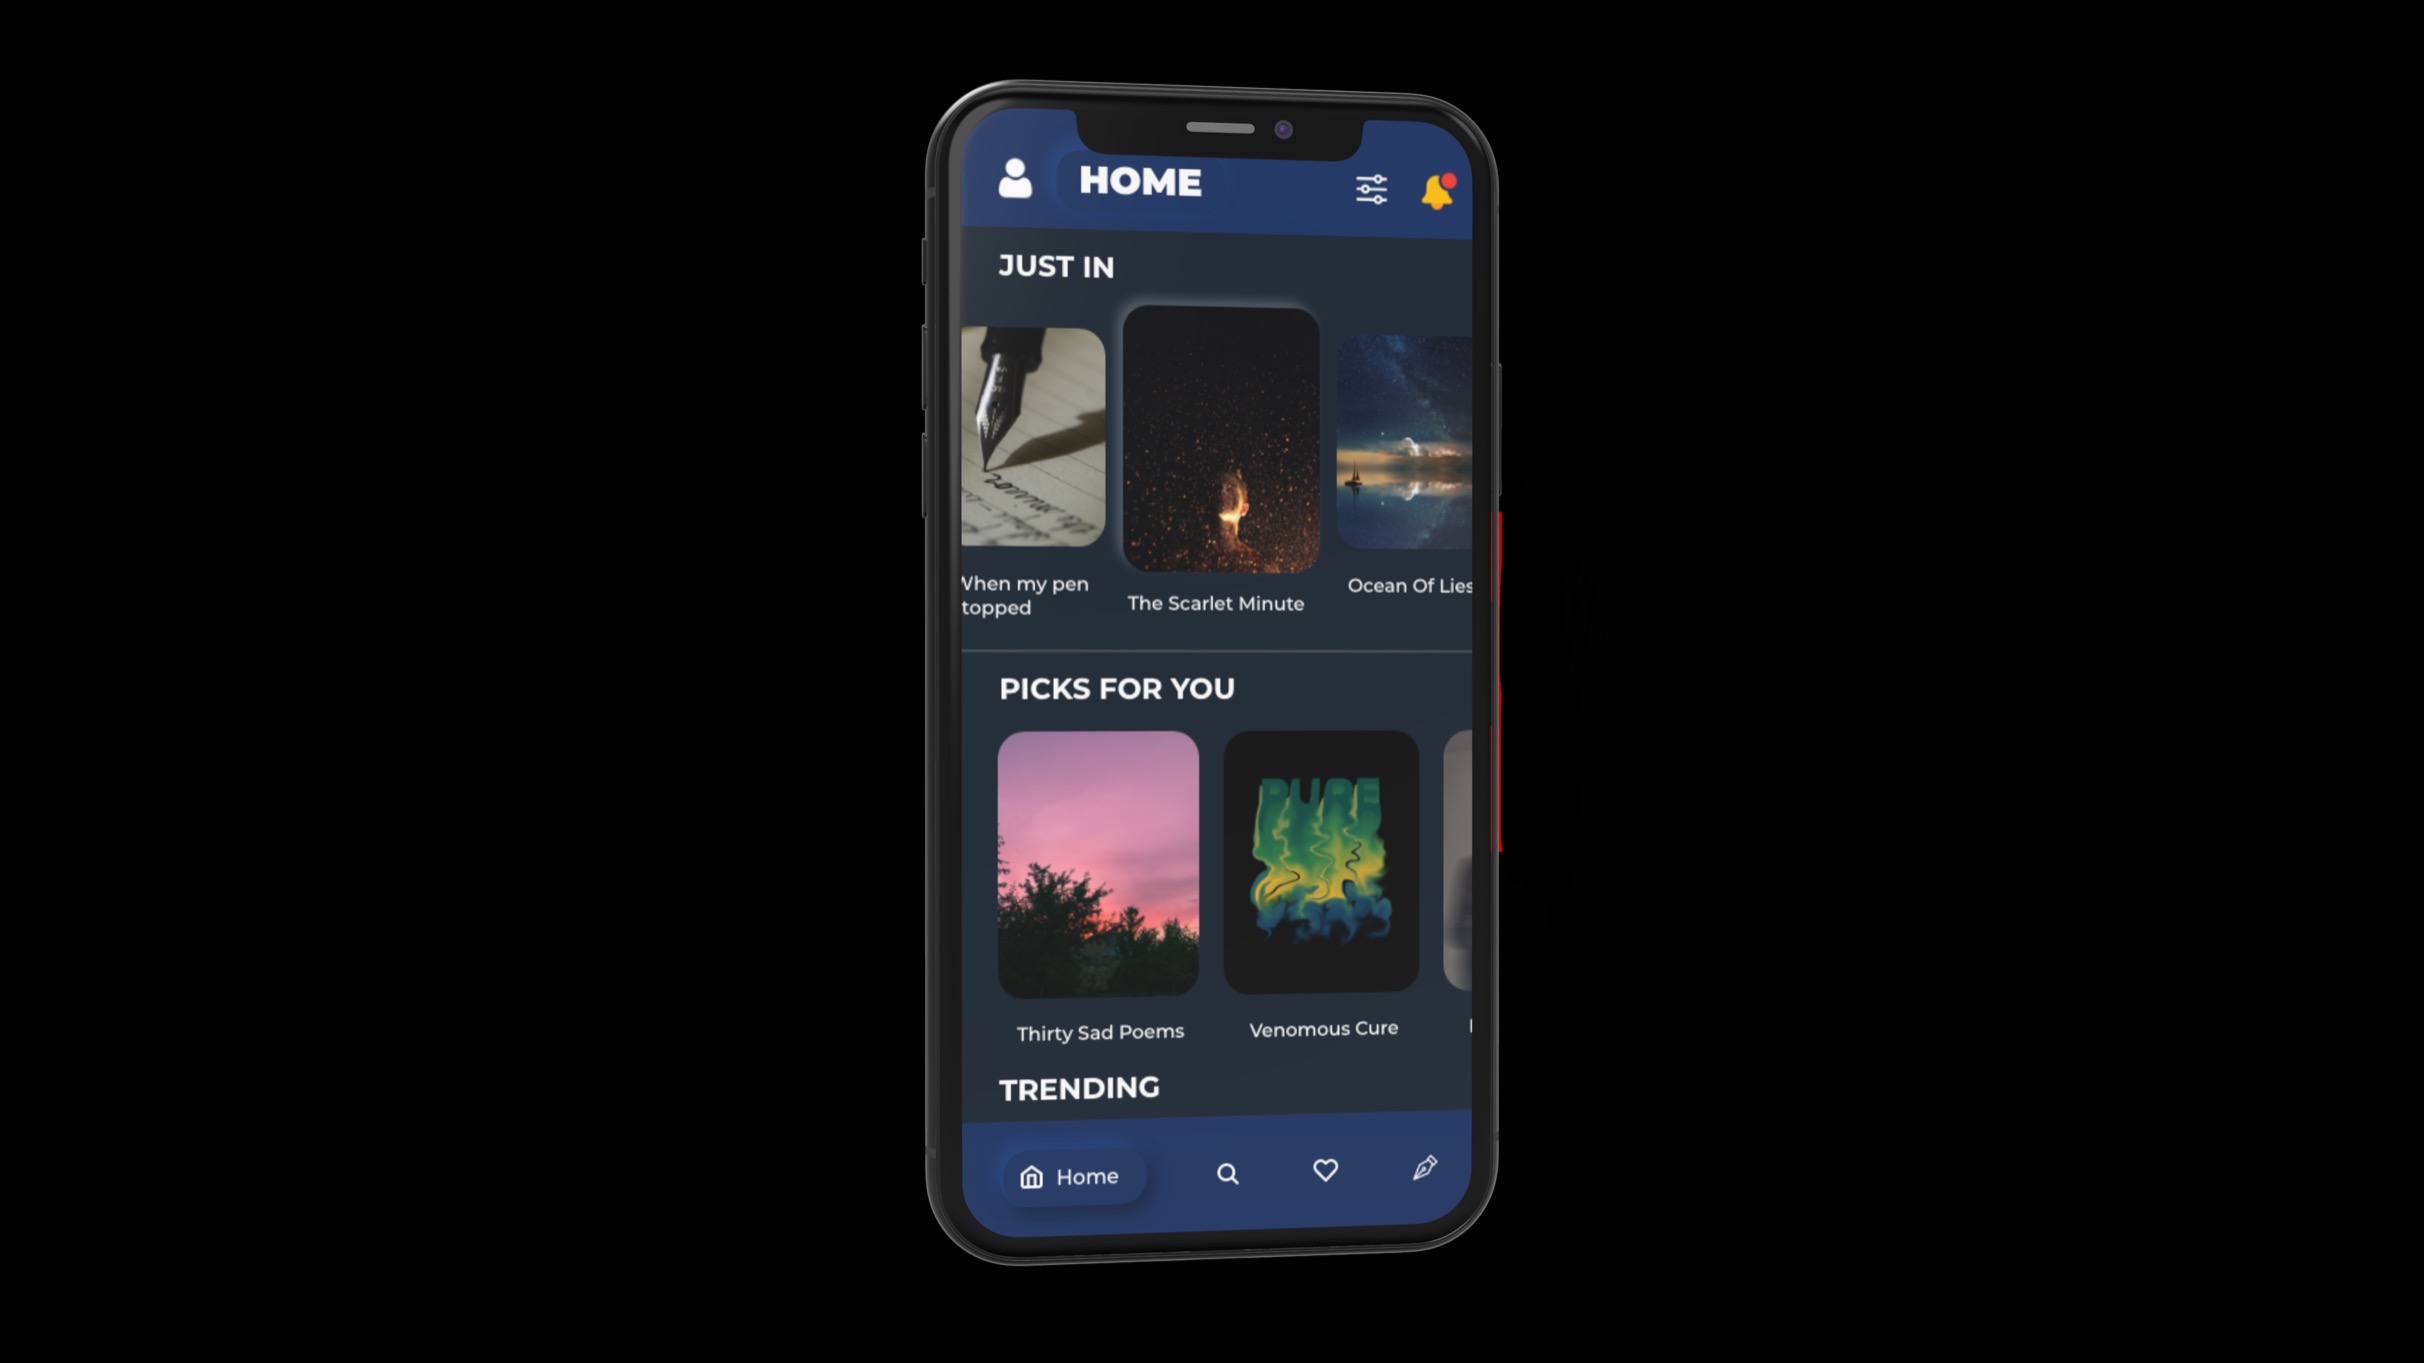 HOME
JUST IN
When my pen
topped
The Scarlet Minute
Ocean Of Lies
PICKS FOR YOU
PURE
Thirty Sad Poems
Venomous Cure
TRENDING
Home